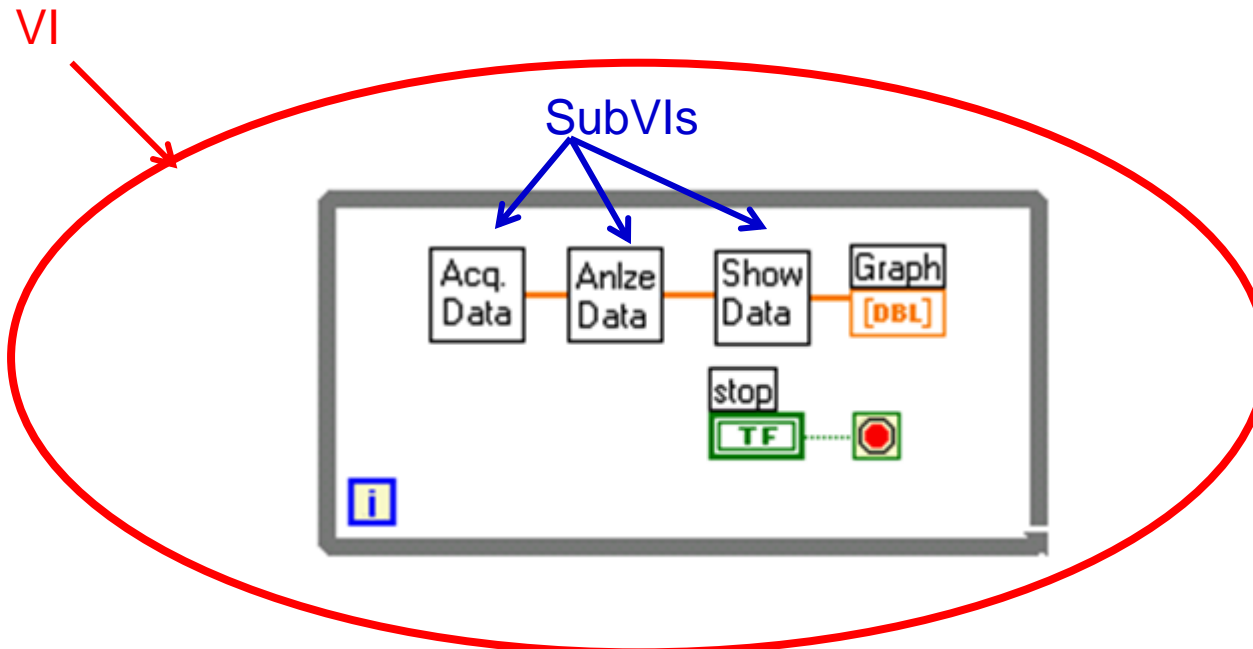 VI
SubVIs
Acq.
Data
Anlze
Data
Show
Data
Graph
[DBL]
stop
TF
i